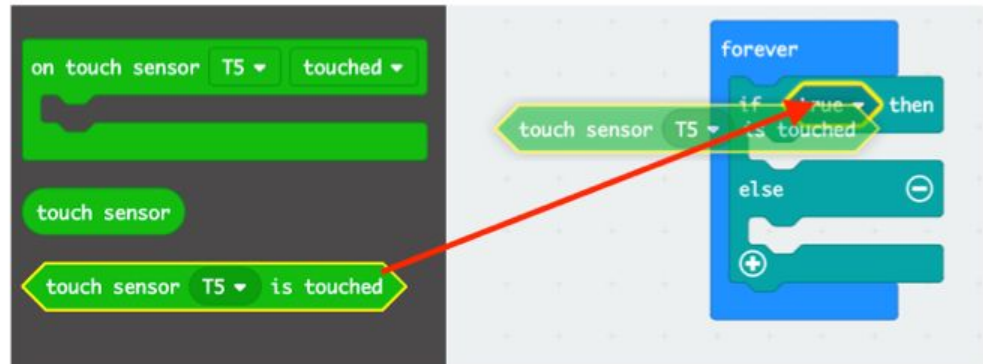 on touch sensor T5 touched
touch sensor
touch sensor T5 is touched
forever
if true then
touch sensor T5 is touched
else